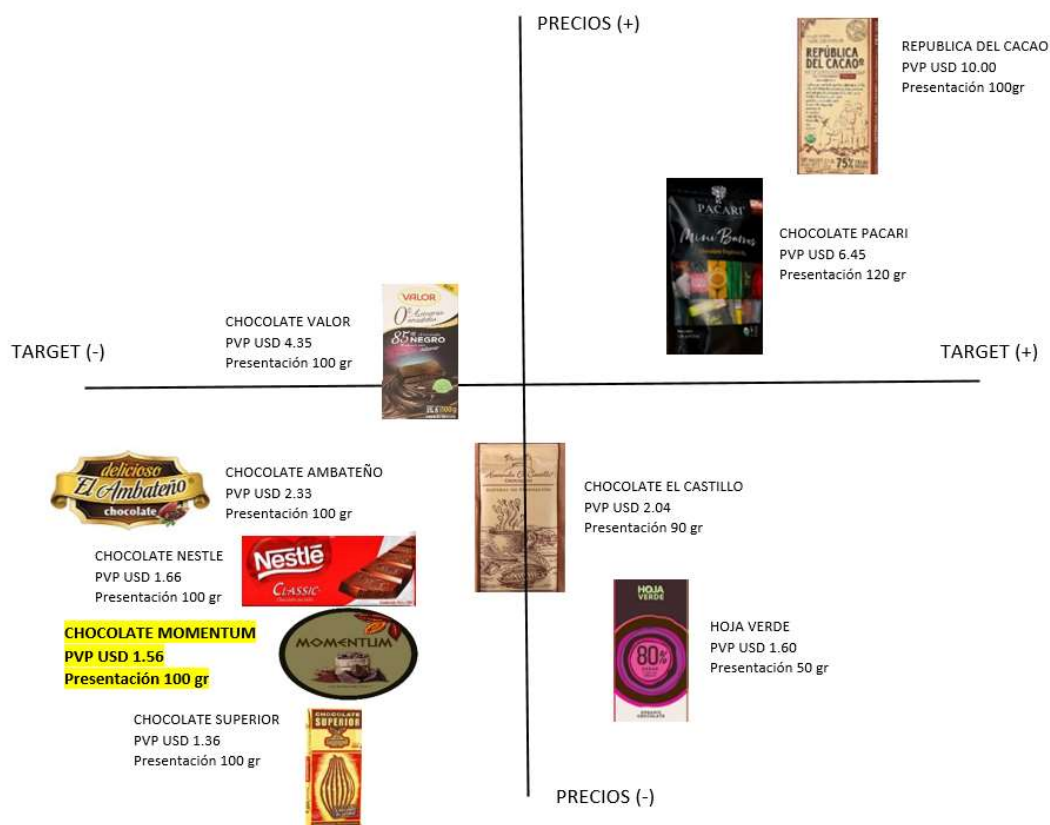 PRECIOS (+)
REPÚBLICA
DEL CACAO®
75%
REPUBLICA DEL CACAO
PVP USD 10.00
Presentación 100gr
PACARI
Mini Barras
CHOCOLATE PACARI
PVP USD 6.45
Presentación 120 gr
VALOR
0%
85%
NEGRO
CHOCOLATE VALOR
PVP USD 4.35
Presentación 100 gr
TARGET (-)
TARGET (+)
delicioso
El Ambateño®
chocolate
CHOCOLATE AMBATEÑO
PVP USD 2.33
Presentación 100 gr
CHOCOLATE EL CASTILLO
PVP USD 2.04
Presentación 90 gr
CHOCOLATE NESTLE
PVP USD 1.66
Presentación 100 gr
Nestlé
CLASSIC
CHOCOLATE MOMENTUM
PVP USD 1.56
Presentación 100 gr
MOMENTUM
HOJA
VERDE
80%
HOJA VERDE
PVP USD 1.60
Presentación 50 gr
CHOCOLATE SUPERIOR
PVP USD 1.36
Presentación 100 gr
CHOCOLATE
SUPERIOR
PRECIOS (-)